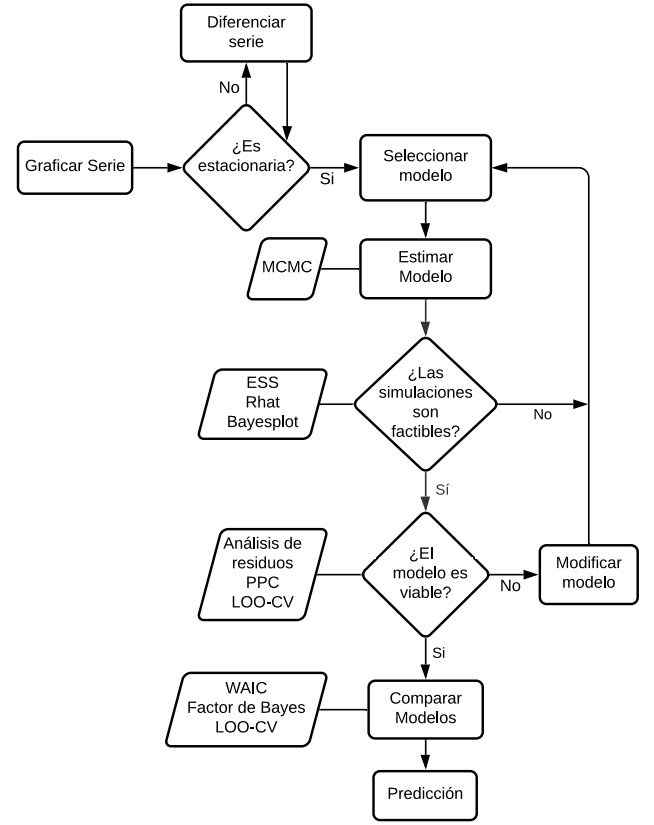 Diferenciar
serie
No
¿Es
estacionaria?
Graficar Serie
Si
Seleccionar
modelo
MCMC
Estimar
Modelo
ESS
Rhat
Bayesplot
¿Las
simulaciones
son
factibles?
No
Sí
Análisis de
residuos
PPC
LOO-CV
¿El
modelo es
viable?
No
Modificar
modelo
Si
WAIC
Factor de Bayes
LOO-CV
Comparar
Modelos
Predicción